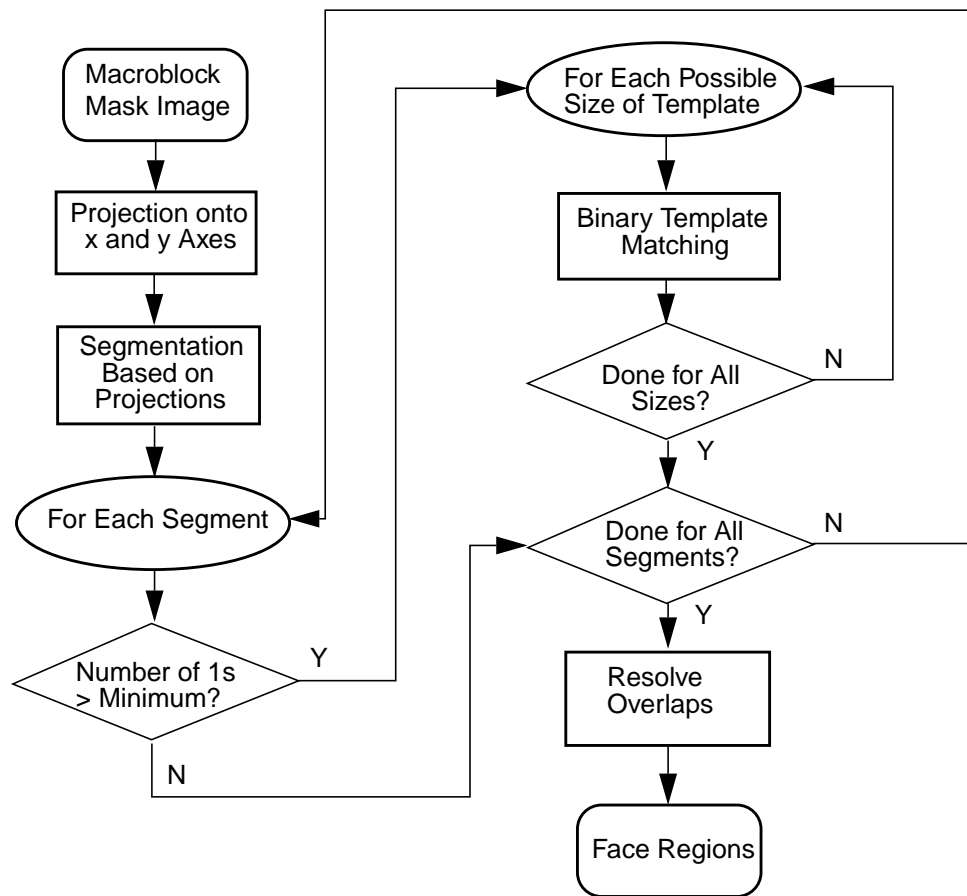 Macroblock
Mask Image
Projection onto
x and y Axes
Segmentation
Based on
Projections
For Each Segment
Number of 1s
> Minimum?
Y
N
For Each Possible
Size of Template
Binary Template
Matching
Done for All
Sizes?
N
Y
Done for All
Segments?
N
Y
Resolve
Overlaps
Face Regions